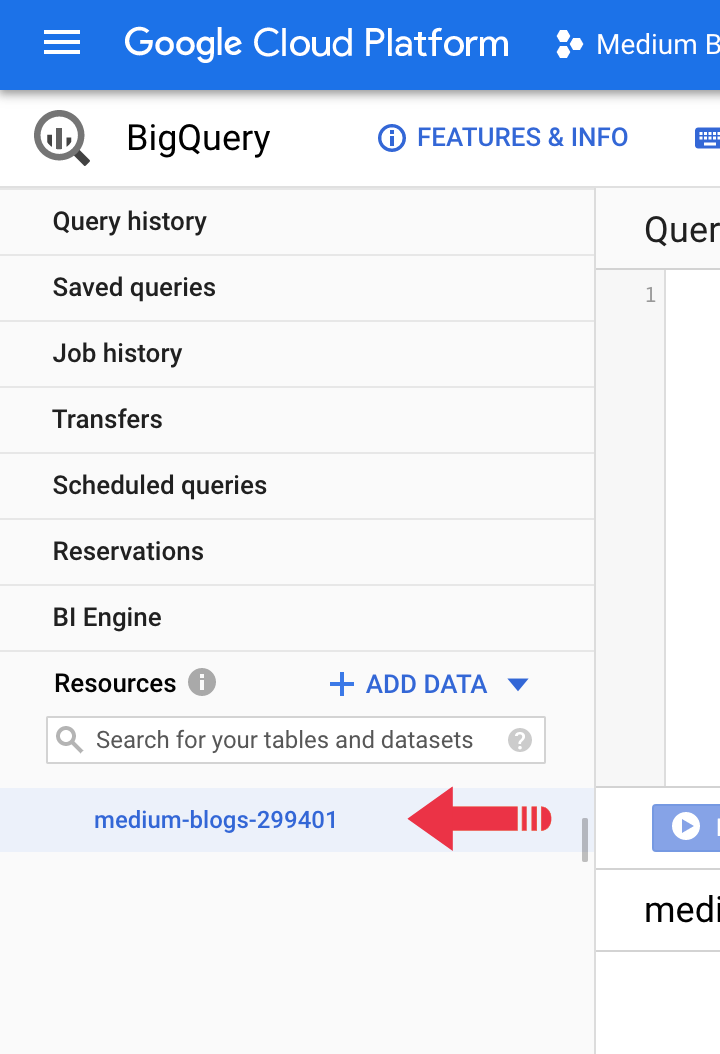 Google Cloud Platform
Medium B
BigQuery
FEATURES & INFO
Query history
Saved queries
Job history
Transfers
Scheduled queries
Reservations
BI Engine
Resources
ADD DATA
Search for your tables and datasets
medium-blogs-299401
Quer
1
medi